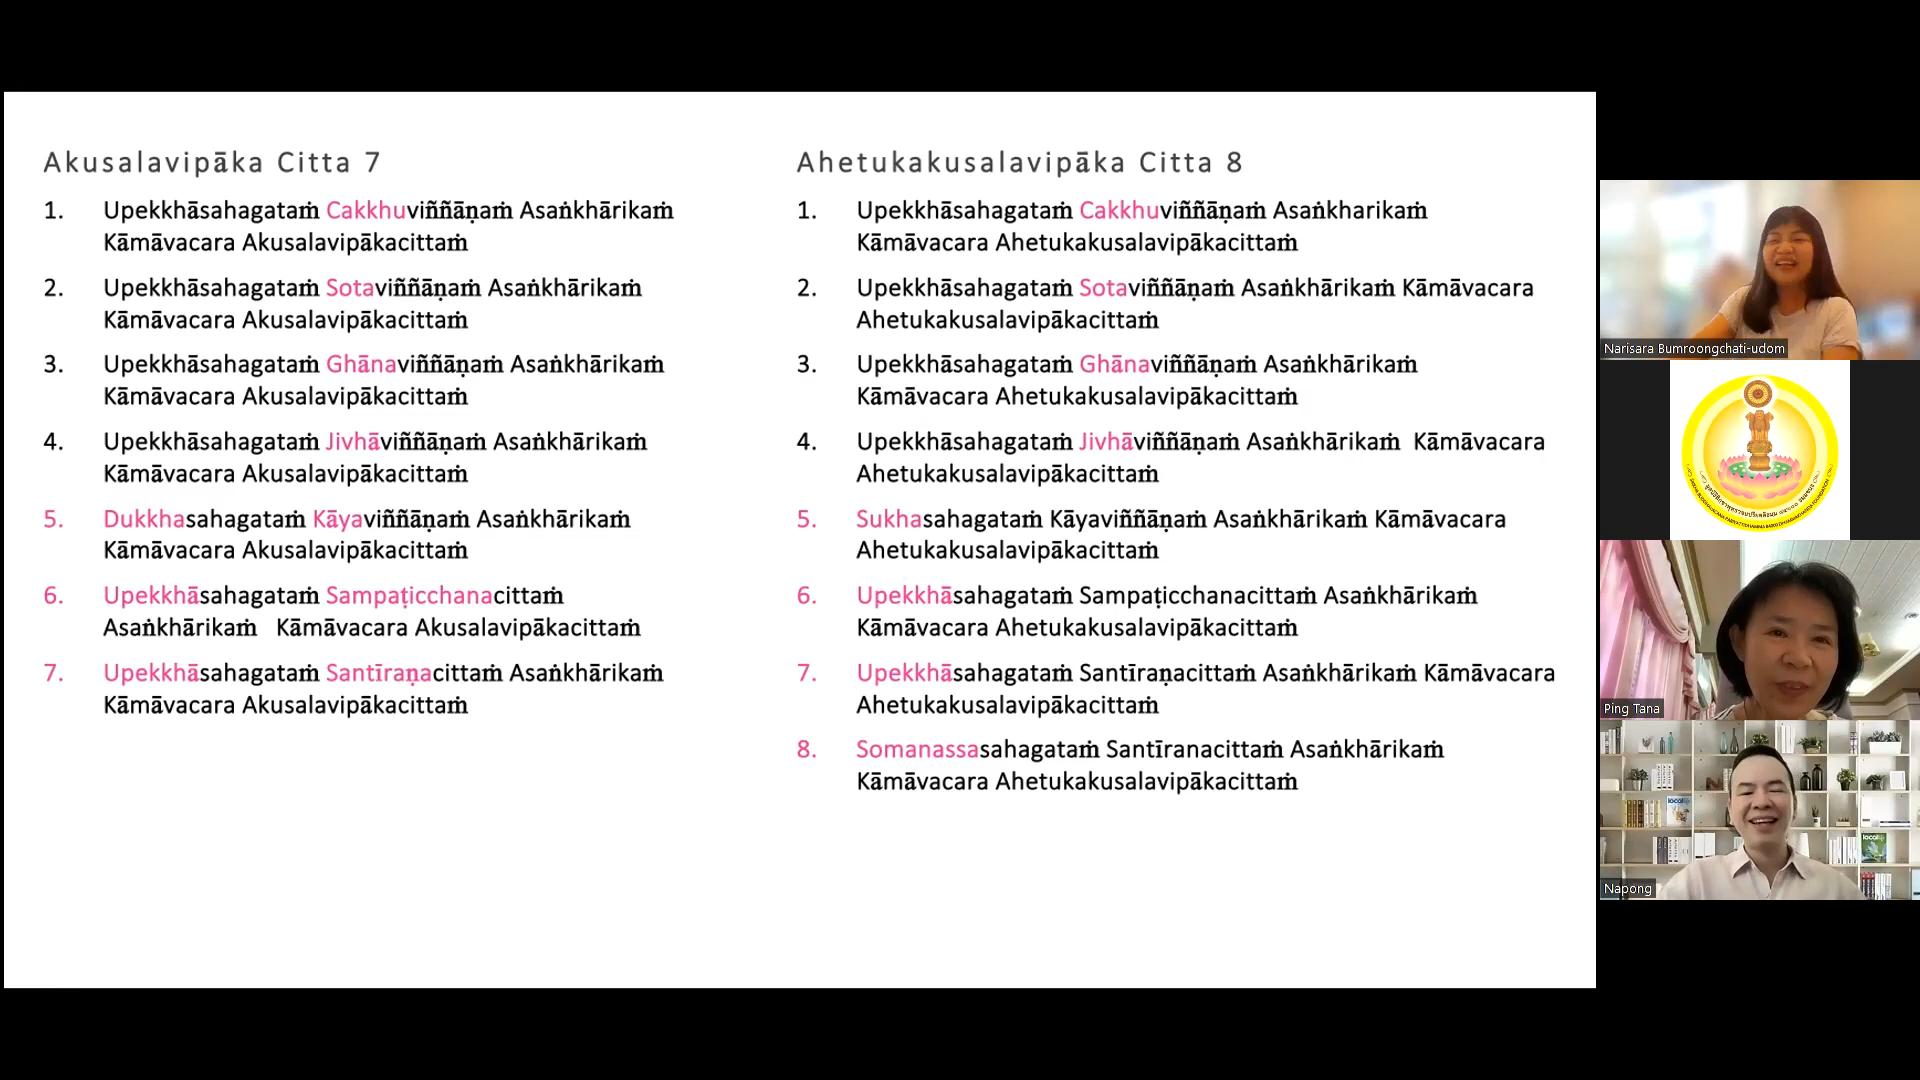 Akusalavipāka Citta 7
1. Upekkhāsahagataṁ Cakkhuviññāṇaṁ Asaṅkhārikaṁ
Kāmāvacara Akusalavipākacittaṁ
2. Upekkhāsahagataṁ Sotaviññāṇaṁ Asaṅkhārikaṁ
Kāmāvacara Akusalavipākacittaṁ
3. Upekkhāsahagataṁ Ghānaviññāṇaṁ Asaṅkhārikaṁ
Kāmāvacara Akusalavipākacittaṁ
4. Upekkhāsahagataṁ Jivhāviññāṇaṁ Asaṅkhārikaṁ
Kāmāvacara Akusalavipākacittaṁ
5. Dukkhasahagataṁ Kāyaviññāṇaṁ Asaṅkhārikaṁ
Kāmāvacara Akusalavipākacittaṁ
6. Upekkhāsahagataṁ Sampaṭicchanacittaṁ
Asaṅkhārikaṁ Kāmāvacara Akusalavipākacittaṁ
7. Upekkhāsahagataṁ Santīraṇacittaṁ Asaṅkhārikaṁ
Kāmāvacara Akusalavipākacittaṁ
Ahetukakusalavipāka Citta 8
1. Upekkhāsahagataṁ Cakkhuviññāṇaṁ Asaṅkharikaṁ
Kāmāvacara Ahetukakusalavipākacittaṁ
2. Upekkhāsahagataṁ Sotaviññāṇaṁ Asaṅkhārikaṁ Kāmāvacara
Ahetukakusalavipākacittaṁ
3. Upekkhāsahagataṁ Ghānaviññāṇaṁ Asaṅkhārikaṁ
Kāmāvacara Ahetukakusalavipākacittaṁ
4. Upekkhāsahagataṁ Jivhāviññāṇaṁ Asaṅkhārikaṁ Kāmāvacara
Ahetukakusalavipākacittaṁ
5. Sukhasahagataṁ Kāyaviññāṇaṁ Asaṅkhārikaṁ Kāmāvacara
Ahetukakusalavipākacittaṁ
6. Upekkhāsahagataṁ Sampaṭicchanacittaṁ Asaṅkhārikaṁ
Kāmāvacara Ahetukakusalavipākacittaṁ
7. Upekkhāsahagataṁ Santīraṇacittaṁ Asaṅkhārikaṁ Kāmāvacara
Ahetukakusalavipākacittaṁ
8. Somanassasahagataṁ Santīranacittaṁ Asaṅkhārikaṁ
Kāmāvacara Ahetukakusalavipākacittaṁ
Narisara Bumroongchati-udom
Ping Tana
local
local
Napong